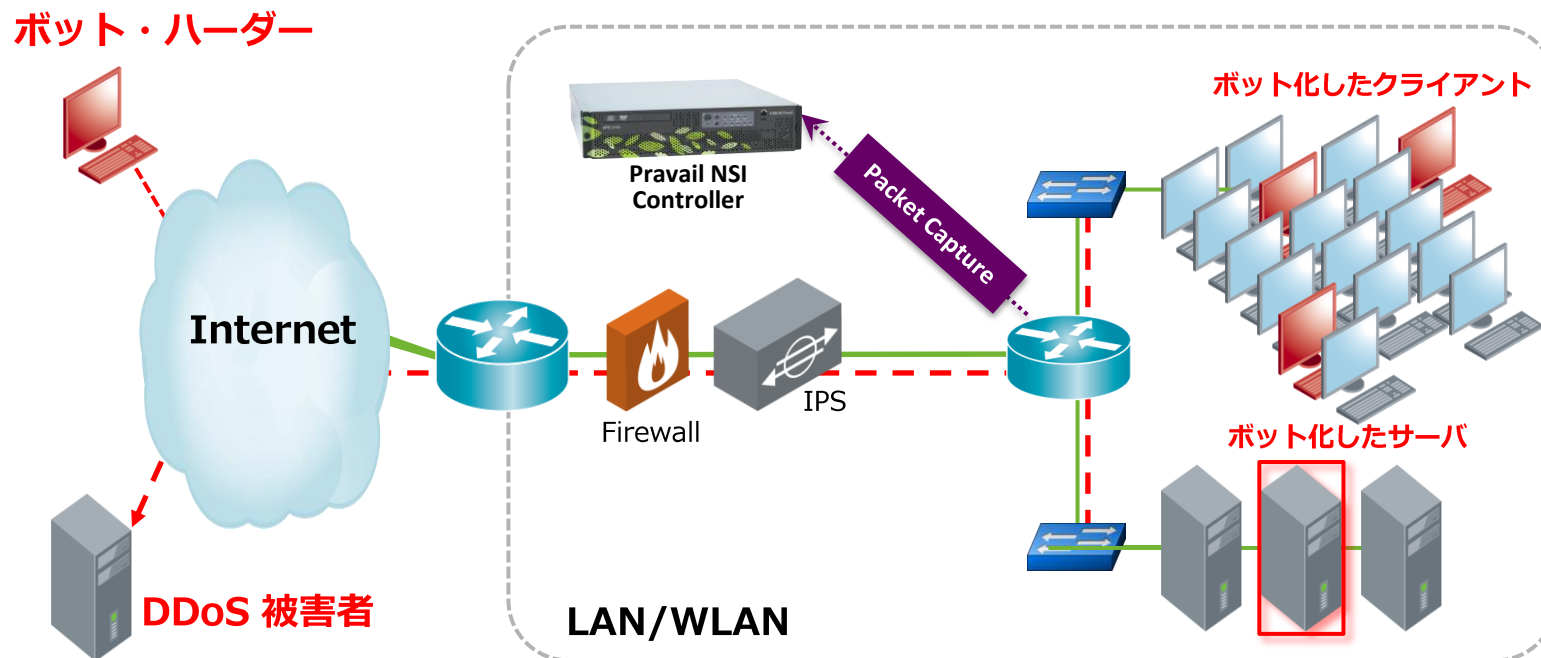 ボット・ハーダー
ボット化したクライアント
Pravail NSI
Controller
Packet Capture
Internet
IPS
Firewall
ボット化したサーバ
DDoS 被害者
LAN/WLAN